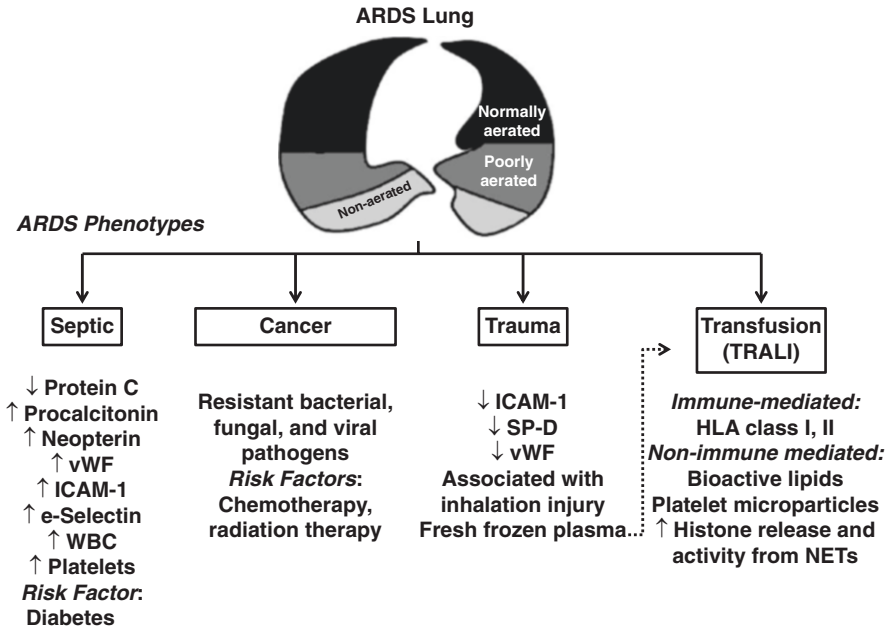 ARDS Lung
Normally
aerated
Poorly
aerated
Non-aerated
ARDS Phenotypes
Septic
↓ Protein C
↑ Procalcitonin
↑ Neopterin
↑ vWF
↑ ICAM-1
↑ e-Selectin
↑ WBC
↑ Platelets
Risk Factor:
Diabetes
Cancer
Resistant bacterial,
fungal, and viral
pathogens
Risk Factors:
Chemotherapy,
radiation therapy
Trauma
↓ ICAM-1
↓ SP-D
↓ vWF
Associated with
inhalation injury
Fresh frozen plasma
Transfusion
(TRALI)
Immune-mediated:
HLA class I, II
Non-immune mediated:
Bioactive lipids
Platelet microparticles
↑ Histone release and
activity from NETs